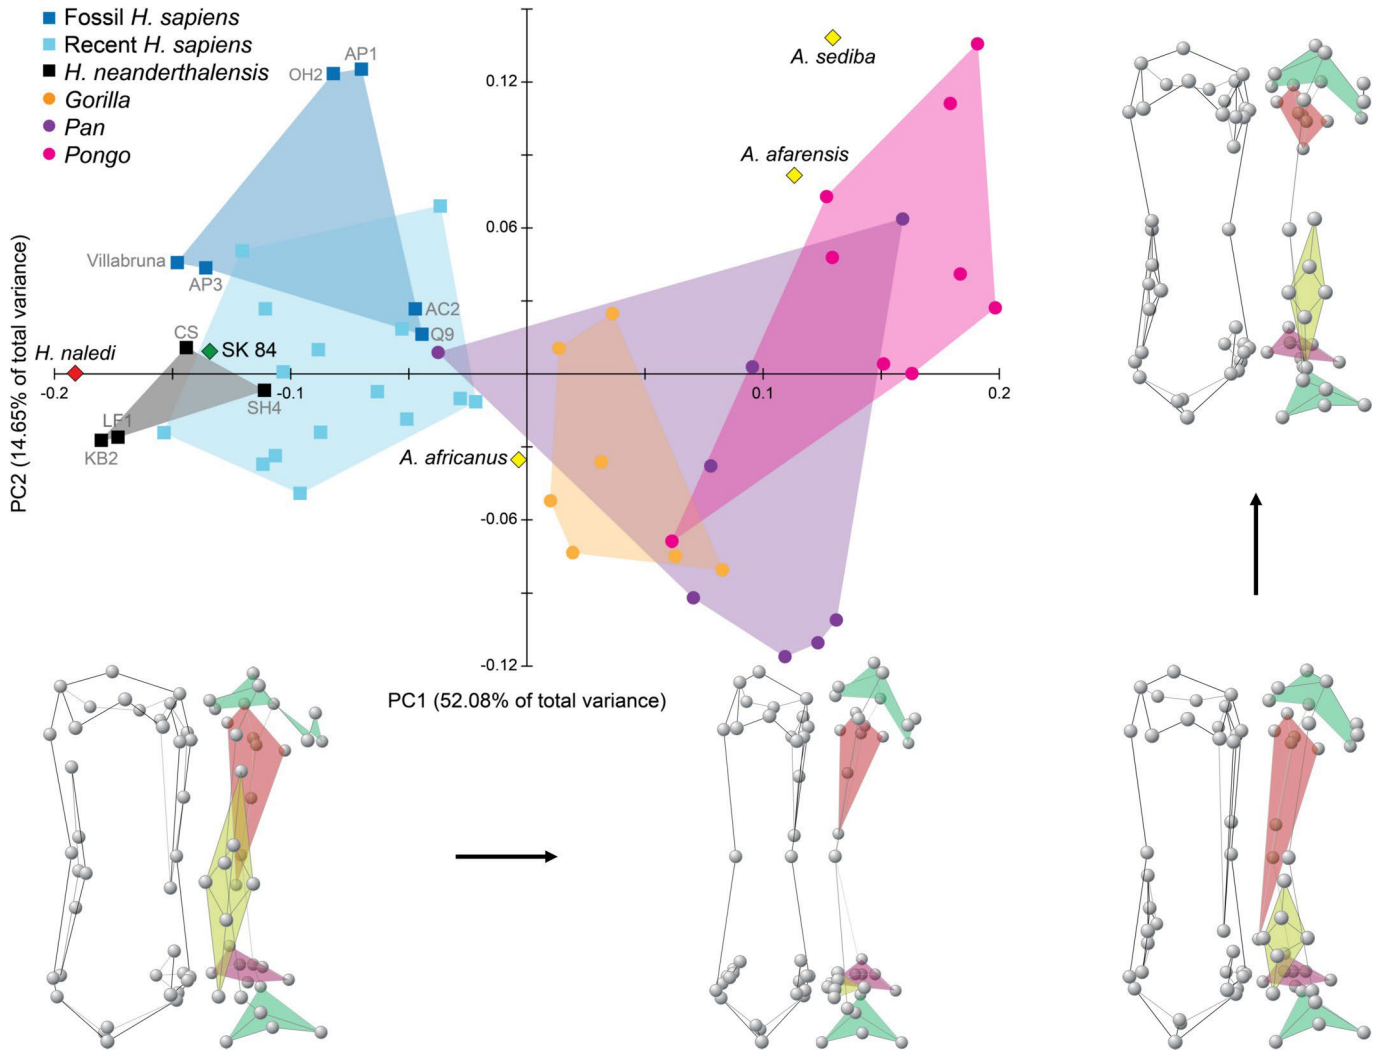 Fossil H. sapiens
Recent H. sapiens
H. neanderthalensis
Gorilla
Pan
Pongo
AP1
OH2
0.12
A. sediba
A. afarensis
0.06
Villabruna
AP3
AC2
Q9
CS
SK 84
H. naledi
-0.2
-0.1
0.1
0.2
SH4
LF1
KB2
A. africanus
-0.06
-0.12
PC2 (14.65% of total variance)
PC1 (52.08% of total variance)